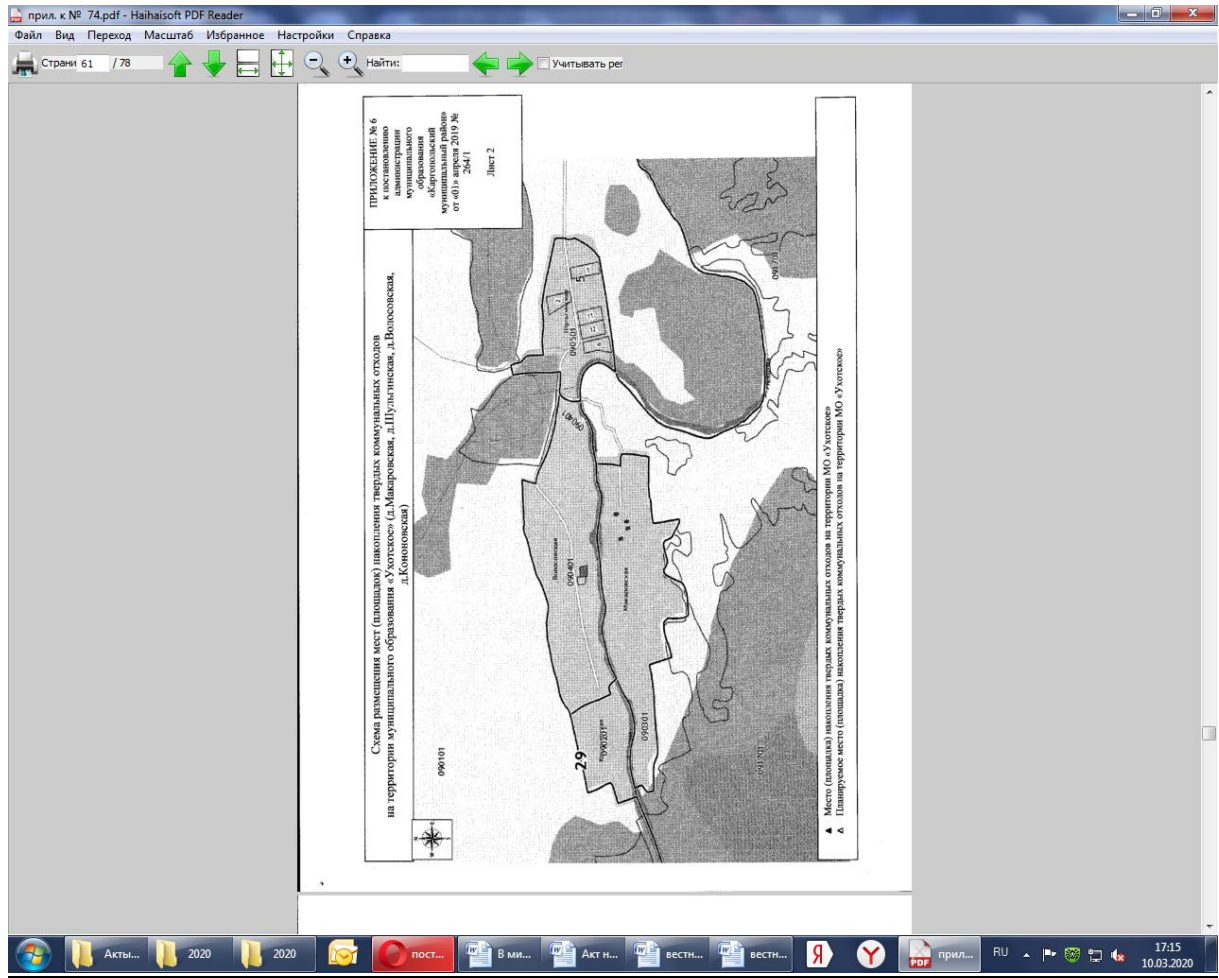 прил. к № 74.pdf - Haihaisoft PDF Reader
Файл Вид Переход Масштаб Избранное Настройки Справка
Страни 61 / 78
Найти:
Учитывать рег
ПРИЛОЖЕНИЕ № 6
к постановлению
администрации
муниципального
образования
«Каргопольский
муниципальный район»
от «01» апреля 2019 №
264/1
Лист 2
Схема размещения мест (площадок) накопления твердых коммунальных отходов
на территории муниципального образования «Ухотское» (д.Макаровская, д.Шульгинская, д.Волосовская,
д.Кононовская)
090101
29
090201
090301
Волосовская
090401
Макаровская
090401
090501
5
091701
091701
▲ Место (площадка) накопления твердых коммунальных отходов на территории МО «Ухотское»
Δ Планируемое место (площадка) накопления твердых коммунальных отходов на территории МО «Ухотское»
Акты...
2020
2020
пост...
В ми...
Акт н...
вестн...
вестн...
прил...
RU
17:15
10.03.2020